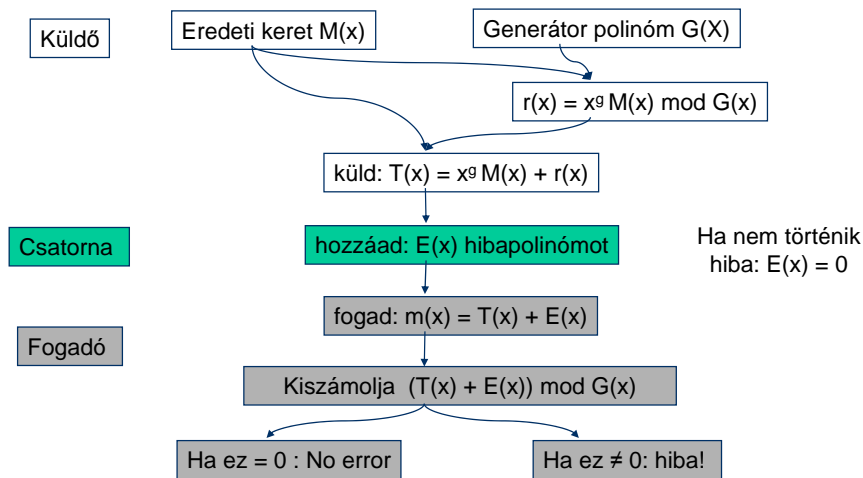 Küldő
Eredeti keret M(x)
Generátor polinóm G(X)
r(x) = xᵍ M(x) mod G(x)
küld: T(x) = xᵍ M(x) + r(x)
Csatorna
hozzáad: E(x) hibapolinómot
Ha nem történik
hiba: E(x) = 0
fogad: m(x) = T(x) + E(x)
Fogadó
Kiszámolja (T(x) + E(x)) mod G(x)
Ha ez = 0 : No error
Ha ez ≠ 0: hiba!